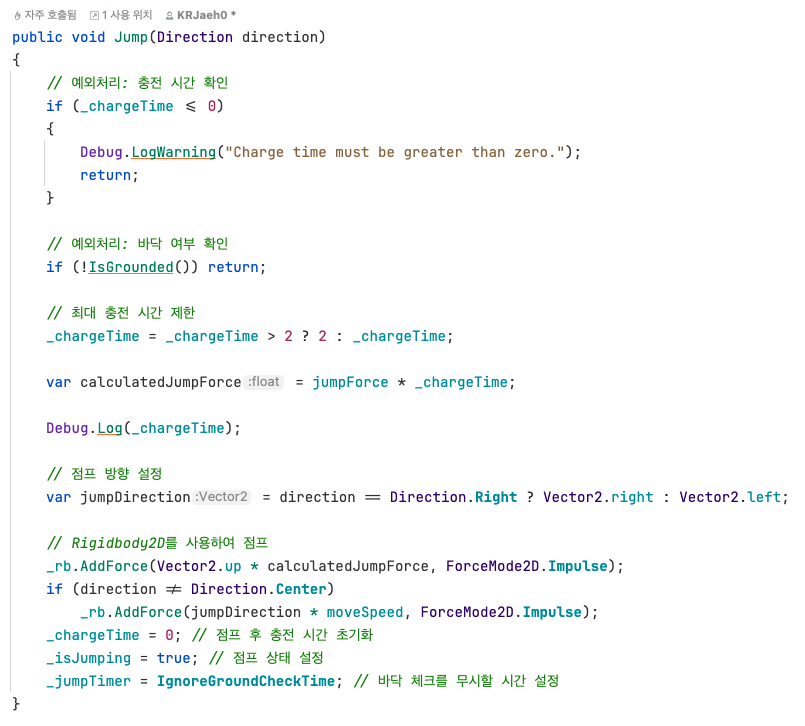 자주 호출됨 1 사용 위치 KRJaeh0 *
public void Jump(Direction direction)
{
    // 예외처리: 충전 시간 확인
    if (_chargeTime <= 0)
    {
        Debug.LogWarning("Charge time must be greater than zero.");
        return;
    }
    // 예외처리: 바닥 여부 확인
    if (!IsGrounded()) return;
    // 최대 충전 시간 제한
    _chargeTime = _chargeTime > 2 ? 2 : _chargeTime;
    var calculatedJumpForce :float = jumpForce * _chargeTime;
    Debug.Log(_chargeTime);
    // 점프 방향 설정
    var jumpDirection :Vector2 = direction == Direction.Right ? Vector2.right : Vector2.left;
    // Rigidbody2D를 사용하여 점프
    _rb.AddForce(Vector2.up * calculatedJumpForce, ForceMode2D.Impulse);
    if (direction != Direction.Center)
        _rb.AddForce(jumpDirection * moveSpeed, ForceMode2D.Impulse);
    _chargeTime = 0; // 점프 후 충전 시간 초기화
    _isJumping = true; // 점프 상태 설정
    _jumpTimer = IgnoreGroundCheckTime; // 바닥 체크를 무시할 시간 설정
}